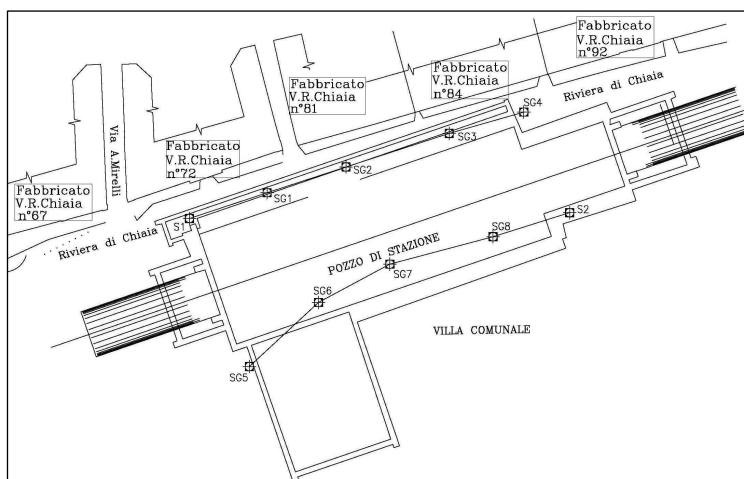 Fabbricato
V.R.Chiaia
n°92
Fabbricato
V.R.Chiaia
n°84
Fabbricato
V.R.Chiaia
n°81
Fabbricato
V.R.Chiaia
n°72
Fabbricato
V.R.Chiaia
n°67
Via A.Mirelli
Riviera di Chiaia
Riviera di Chiaia
SG4
SG3
SG2
SG1
S1
S2
SG8
SG7
SG6
SG5
POZZO DI STAZIONE
VILLA COMUNALE